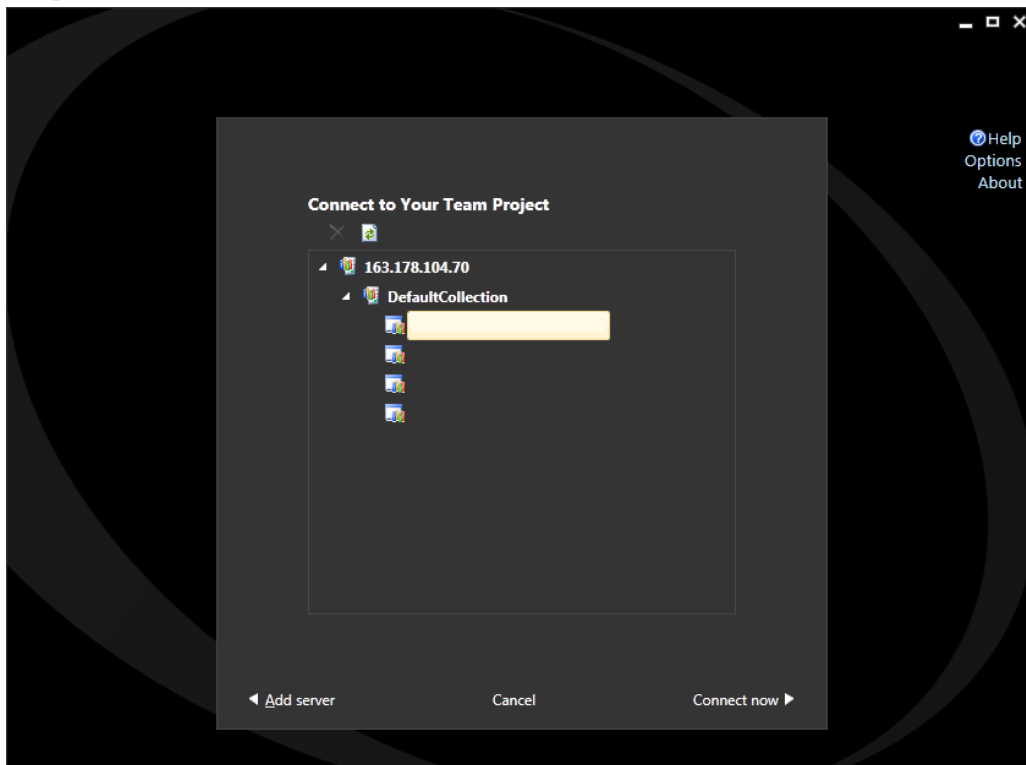 Help
Options
About
Connect to Your Team Project
163.178.104.70
DefaultCollection
Add server Cancel Connect now